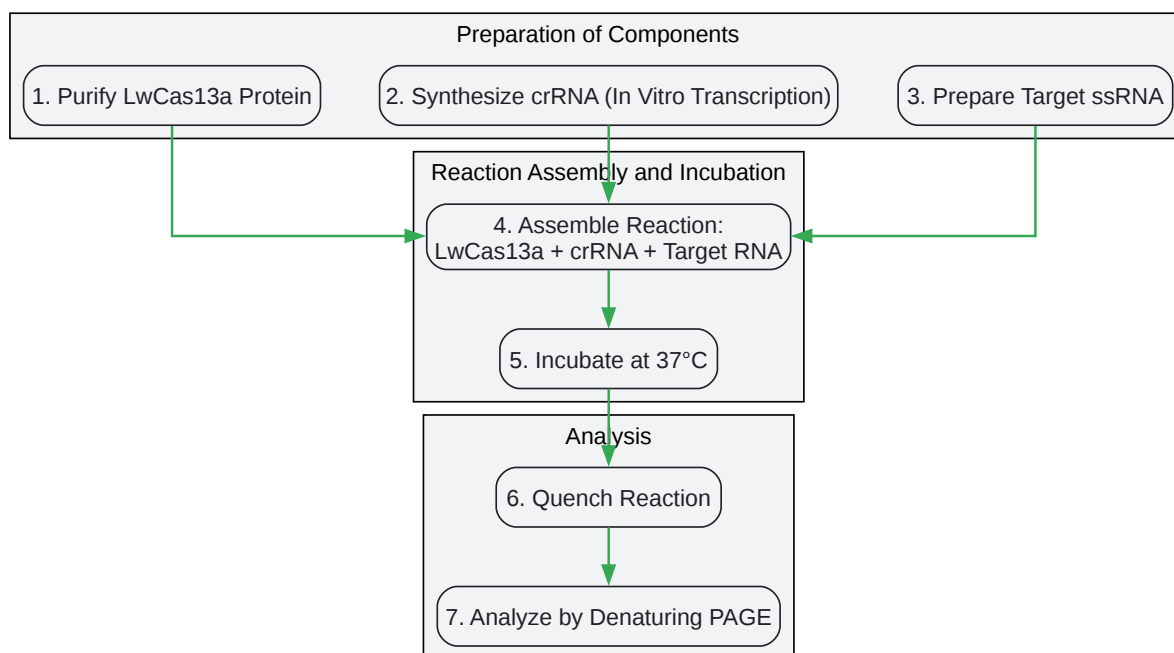 Preparation of Components
1. Purify LwCas13a Protein
2. Synthesize crRNA (In Vitro Transcription)
3. Prepare Target ssRNA
Reaction Assembly and Incubation
4. Assemble Reaction:
LwCas13a + crRNA + Target RNA
5. Incubate at 37°C
Analysis
6. Quench Reaction
7. Analyze by Denaturing PAGE